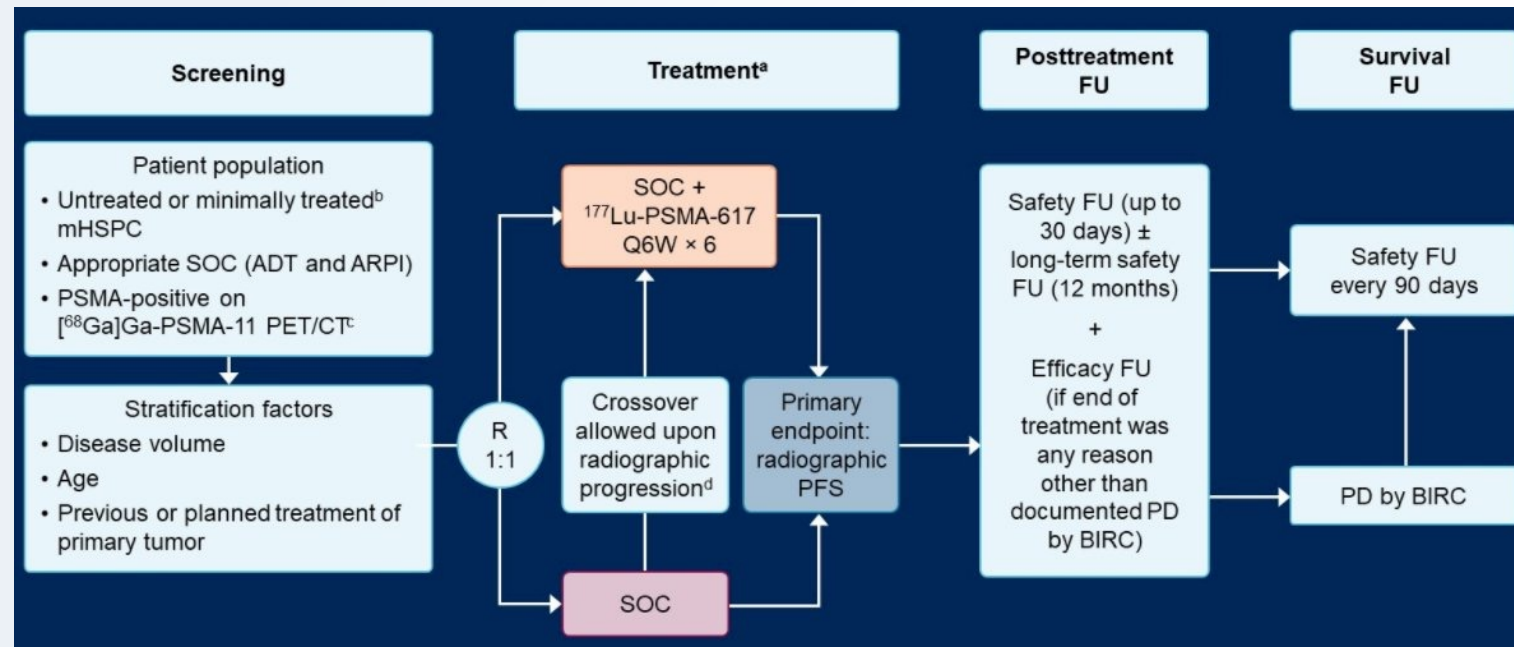 Screening
Patient population
• Untreated or minimally treatedᵇ
mHSPC
• Appropriate SOC (ADT and ARPI)
• PSMA-positive on
[⁶⁸Ga]Ga-PSMA-11 PET/CTᶜ
Stratification factors
• Disease volume
• Age
• Previous or planned treatment of
primary tumor
R
1:1
Treatmentᵃ
SOC +
¹⁷⁷Lu-PSMA-617
Q6W × 6
Crossover
allowed upon
radiographic
progressionᵈ
SOC
Primary
endpoint:
radiographic
PFS
Posttreatment
FU
Safety FU (up to
30 days) ±
long-term safety
FU (12 months)
+
Efficacy FU
(if end of
treatment was
any reason
other than
documented PD
by BIRC)
Survival
FU
Safety FU
every 90 days
PD by BIRC